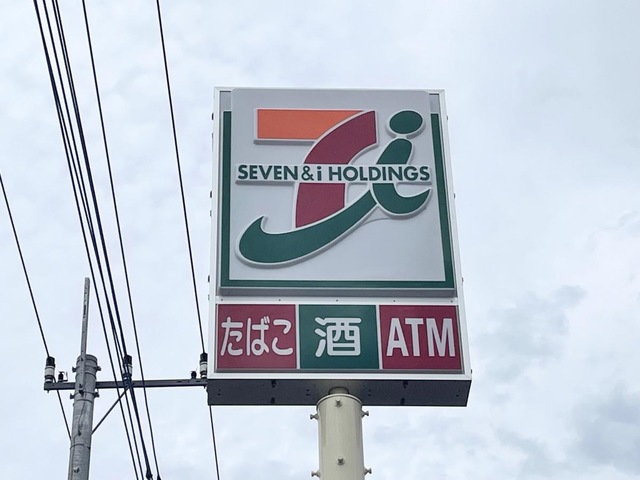 SEVEN & i HOLDINGS
たばこ 酒 ATM